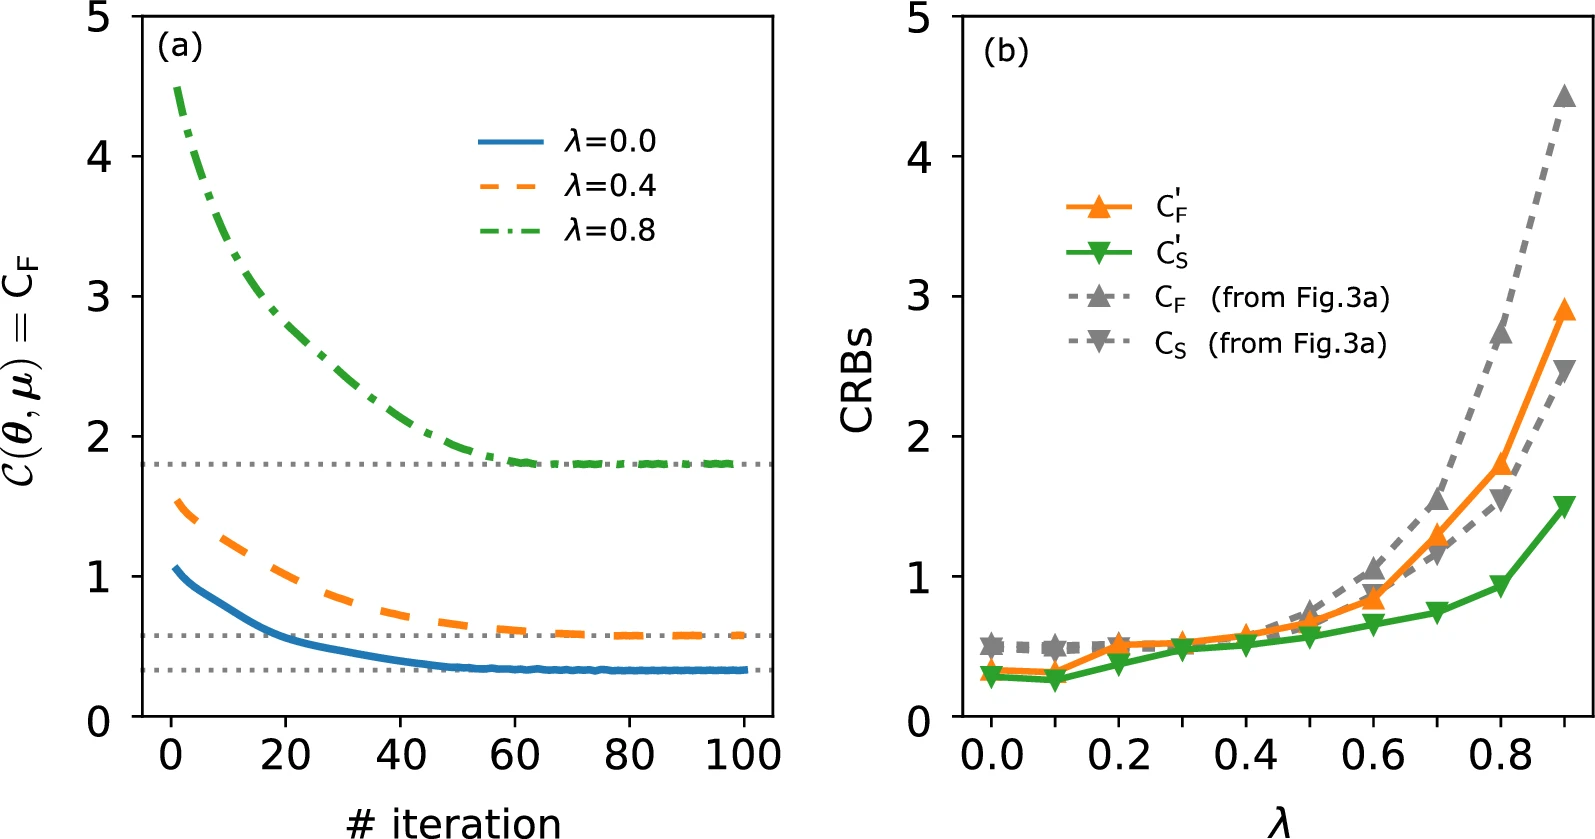 (a)
5
4
3
2
1
0
0 20 40 60 80 100
# iteration
𝒞(θ, μ) = C_F
λ=0.0
λ=0.4
λ=0.8
(b)
5
4
3
2
1
0
0.0 0.2 0.4 0.6 0.8
λ
CRBs
C'_F
C'_S
C_F (from Fig.3a)
C_S (from Fig.3a)